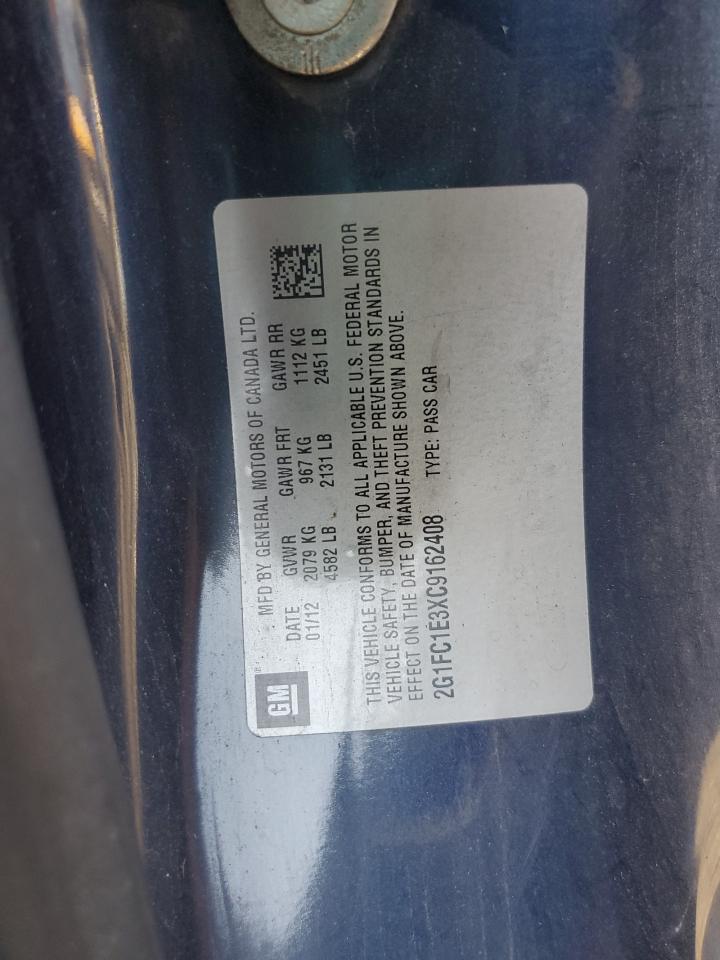 GM
MFD BY GENERAL MOTORS OF CANADA LTD.
DATE GVWR GAWR FRT GAWR RR
01/12 2079 KG 967 KG 1112 KG
4582 LB 2131 LB 2451 LB
THIS VEHICLE CONFORMS TO ALL APPLICABLE U.S. FEDERAL MOTOR
VEHICLE SAFETY, BUMPER, AND THEFT PREVENTION STANDARDS IN
EFFECT ON THE DATE OF MANUFACTURE SHOWN ABOVE.
2G1FC1E3XC9162408 TYPE: PASS CAR